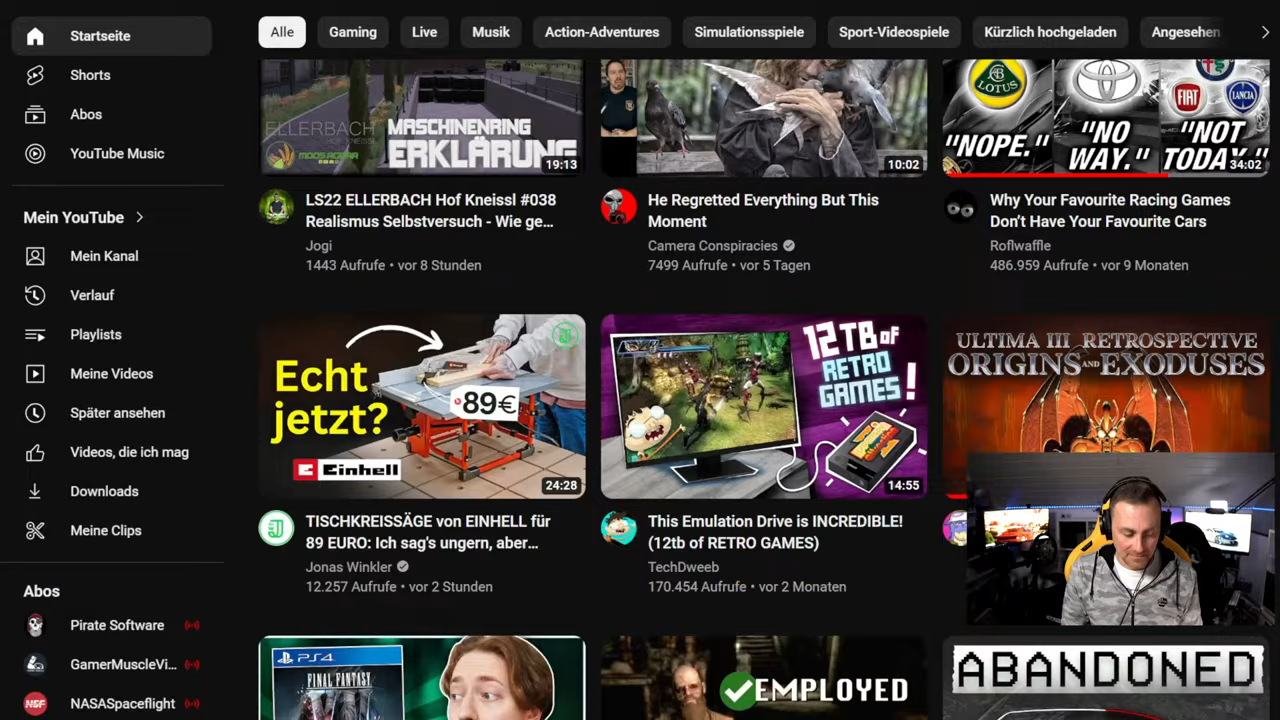 Startseite
Shorts
Abos
YouTube Music
Mein YouTube
Mein Kanal
Verlauf
Playlists
Meine Videos
Später ansehen
Videos, die ich mag
Downloads
Meine Clips
Abos
Pirate Software
GamerMuscleVi...
NASASpaceflight
Alle
Gaming
Live
Musik
Action-Adventures
Simulationsspiele
Sport-Videospiele
Kürzlich hochgeladen
Angesehen
ELLERBACH
MASCHINENRING
ERKLÄRUNG
19:13
LS22 ELLERBACH Hof Kneissl #038
Realismus Selbstversuch - Wie ge...
Jogi
1443 Aufrufe • vor 8 Stunden
10:02
He Regretted Everything But This
Moment
Camera Conspiracies
7499 Aufrufe • vor 5 Tagen
LOTUS
TOYOTA
FIAT
LANCIA
"NOPE."
"NO
WAY."
"NOT
TODAY."
34:02
Why Your Favourite Racing Games
Don't Have Your Favourite Cars
Roflwaffle
486.959 Aufrufe • vor 9 Monaten
Echt
jetzt?
89€
Einhell
24:28
TISCHKREISSÄGE von EINHELL für
89 EURO: Ich sag's ungern, aber...
Jonas Winkler
12.257 Aufrufe • vor 2 Stunden
12TB OF
RETRO
GAMES!
14:55
This Emulation Drive is INCREDIBLE!
(12tb of RETRO GAMES)
TechDweeb
170.454 Aufrufe • vor 2 Monaten
ULTIMA III RETROSPECTIVE
ORIGINS AND EXODUSES
PS4
FINAL FANTASY
EMPLOYED
ABANDONED